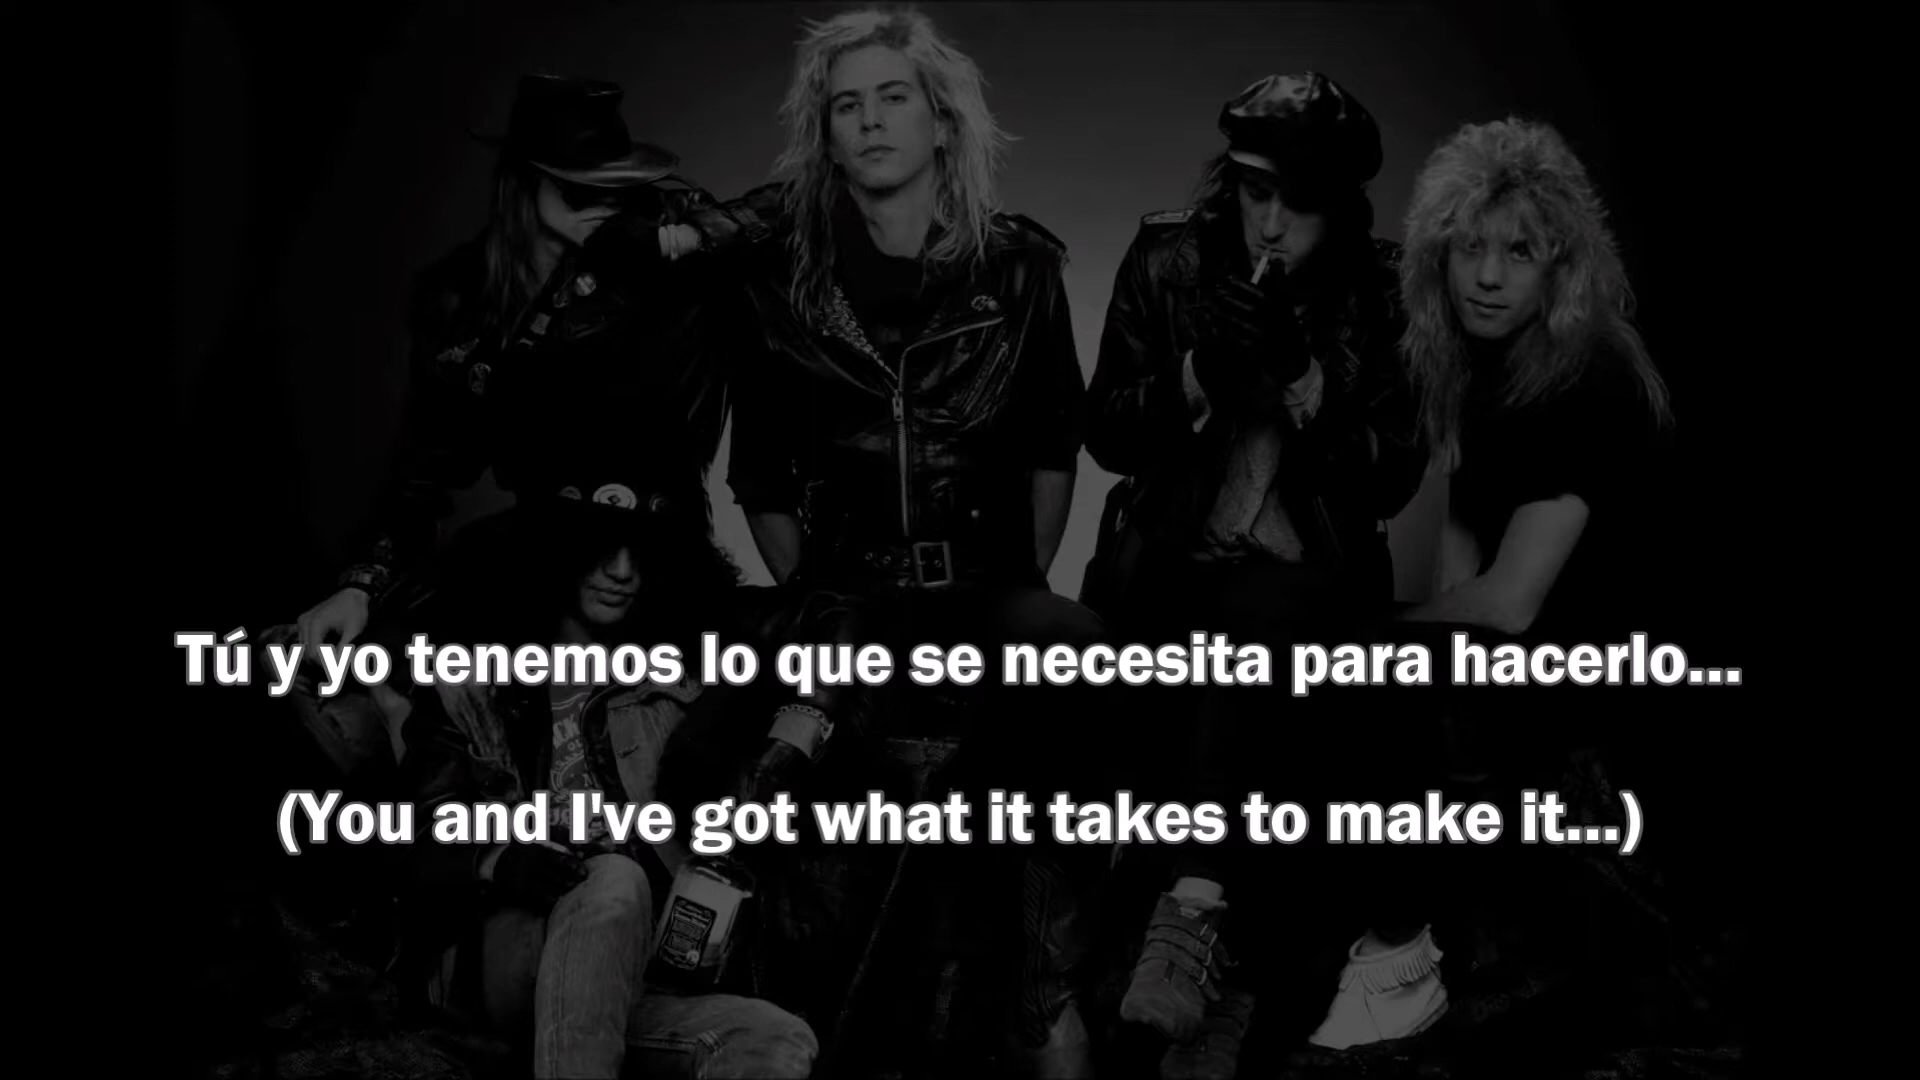 Tú y yo tenemos lo que se necesita para hacerlo...
(You and I've got what it takes to make it...)